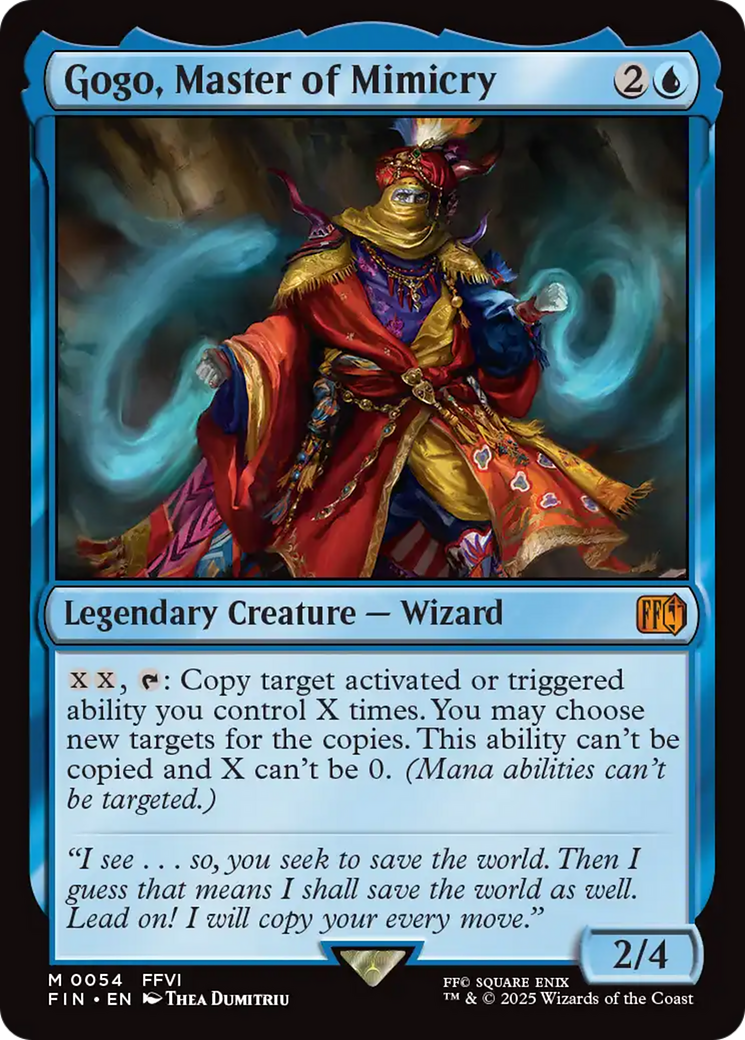 Gogo, Master of Mimicry 2
Legendary Creature — Wizard FF
X X, : Copy target activated or triggered
ability you control X times. You may choose
new targets for the copies. This ability can't be
copied and X can't be 0. (Mana abilities can't
be targeted.)
“I see . . . so, you seek to save the world. Then I
guess that means I shall save the world as well.
Lead on! I will copy your every move.”
2/4
M 0054 FFVI
FIN • EN Thea Dumitriu
FF© SQUARE ENIX
™ & © 2025 Wizards of the Coast